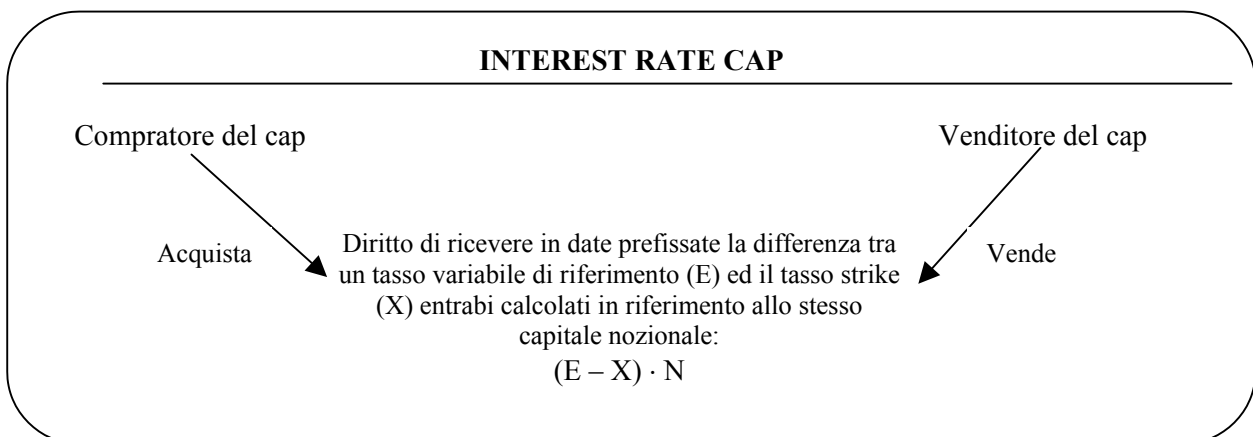 INTEREST RATE CAP
Compratore del cap
Venditore del cap
Acquista
Diritto di ricevere in date prefissate la differenza tra
un tasso variabile di riferimento (E) ed il tasso strike
(X) entrabi calcolati in riferimento allo stesso
capitale nozionale:
(E – X) · N
Vende